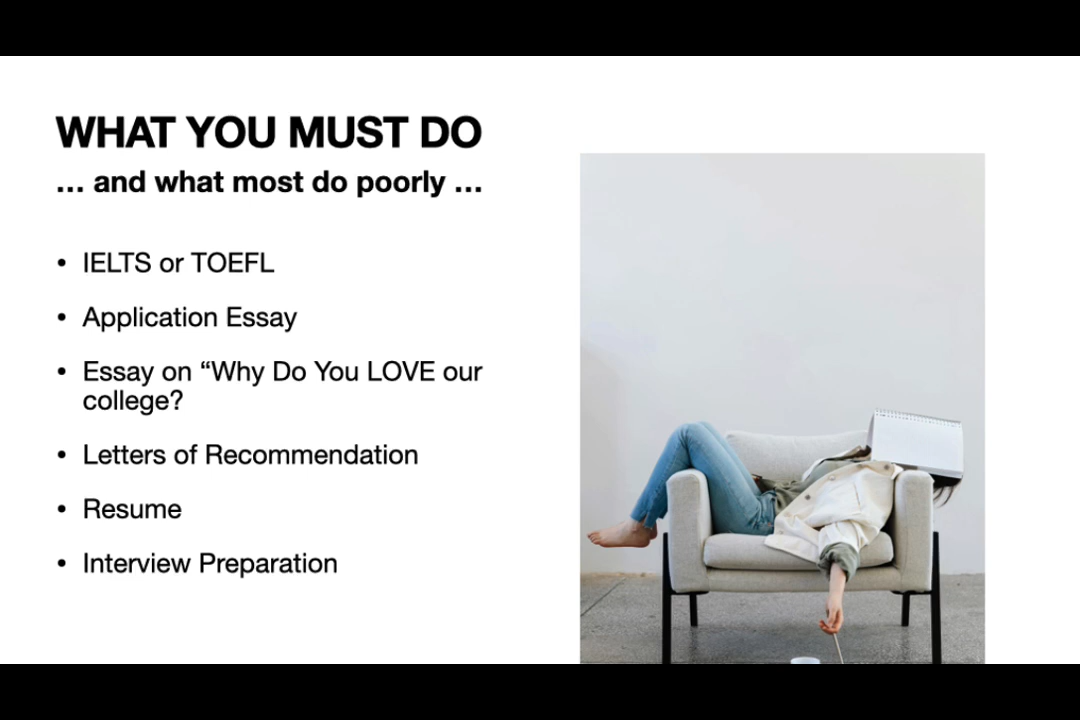 WHAT YOU MUST DO
… and what most do poorly …
• IELTS or TOEFL
• Application Essay
• Essay on “Why Do You LOVE our
college?
• Letters of Recommendation
• Resume
• Interview Preparation